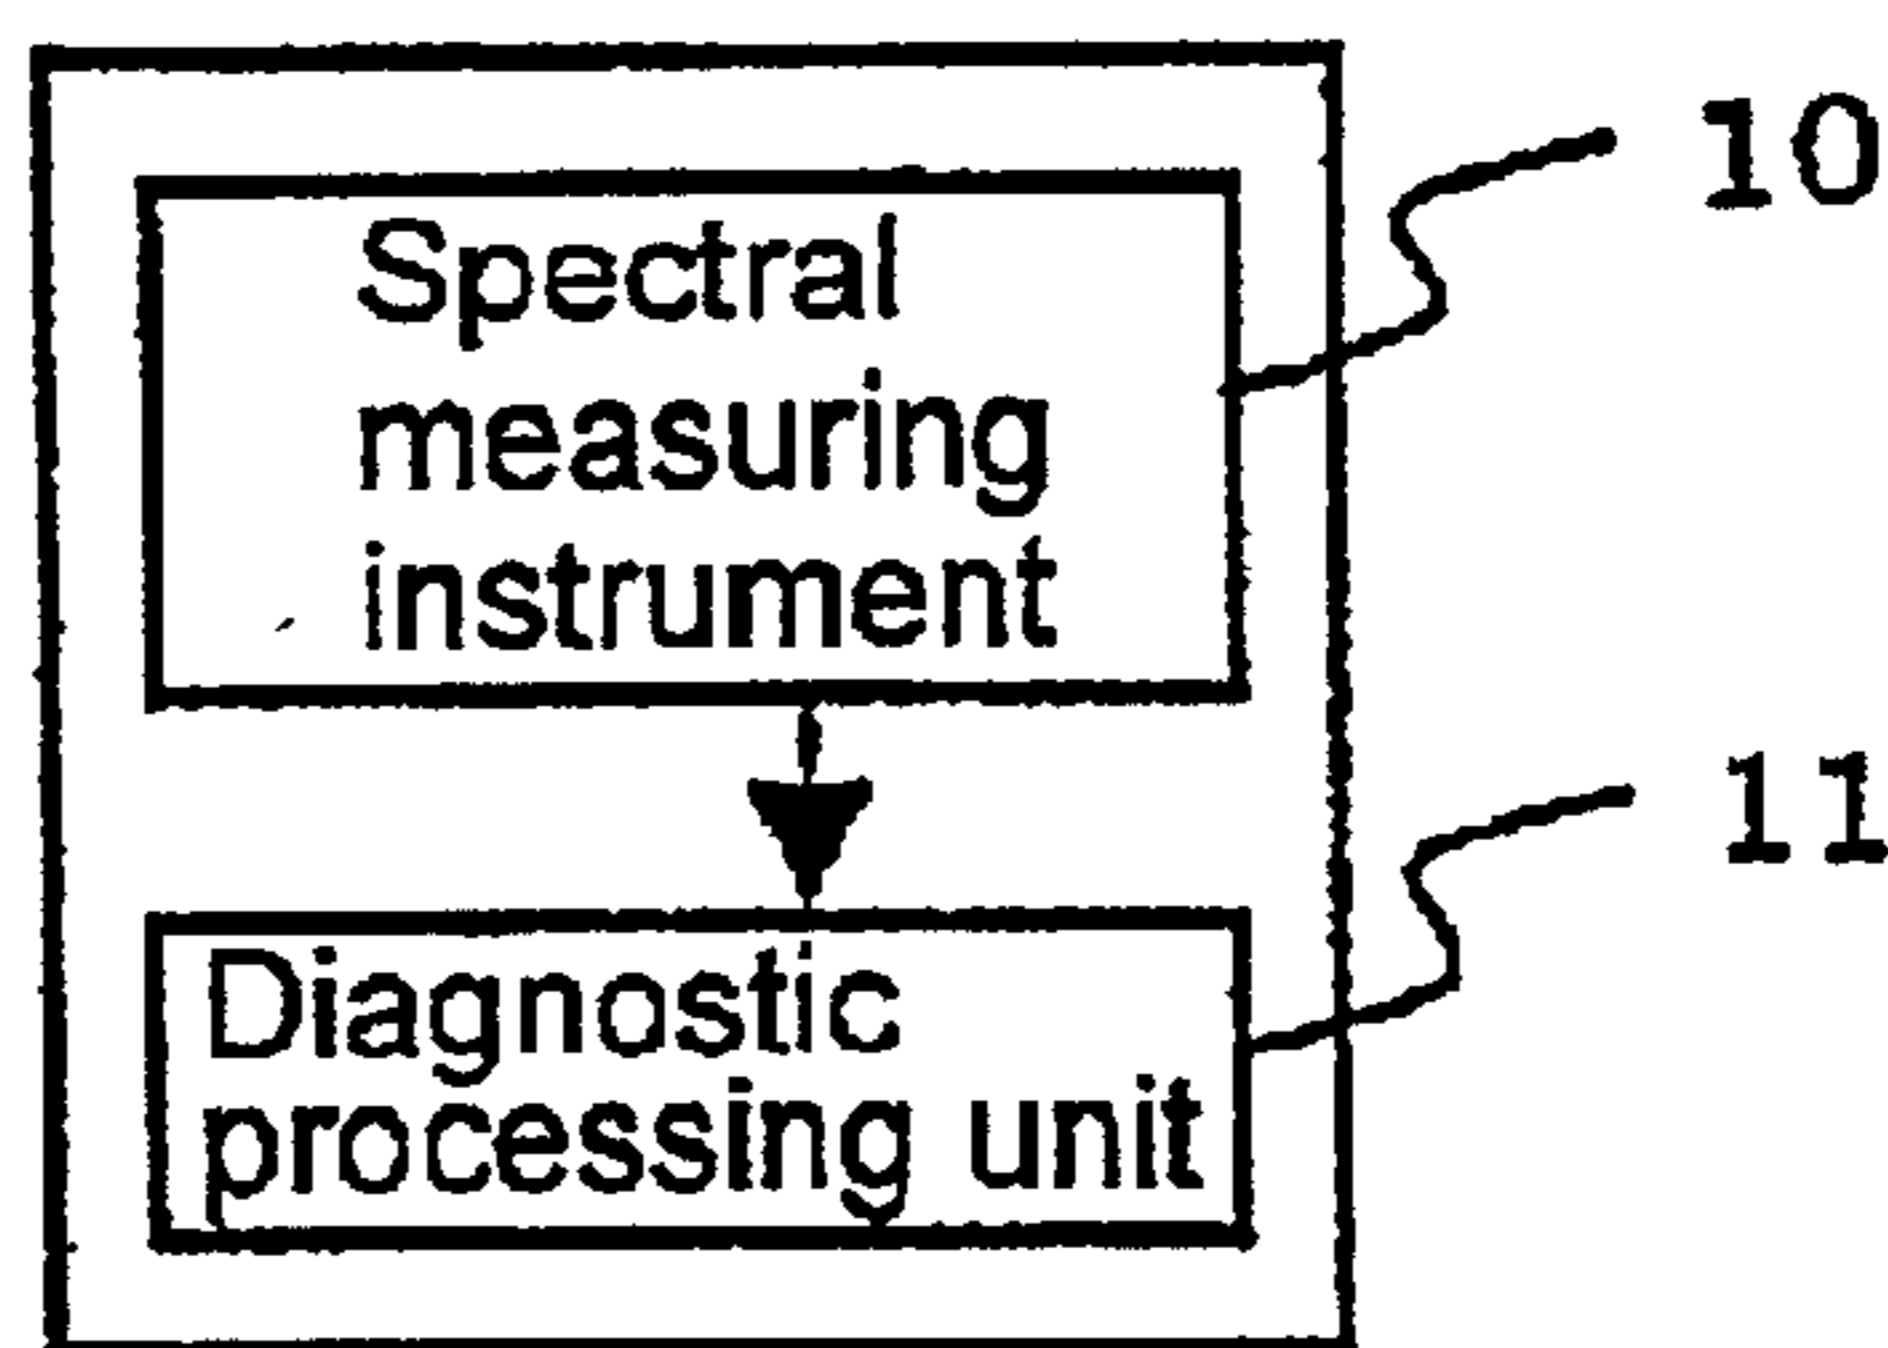 10
Spectral
measuring
instrument
11
Diagnostic
processing unit